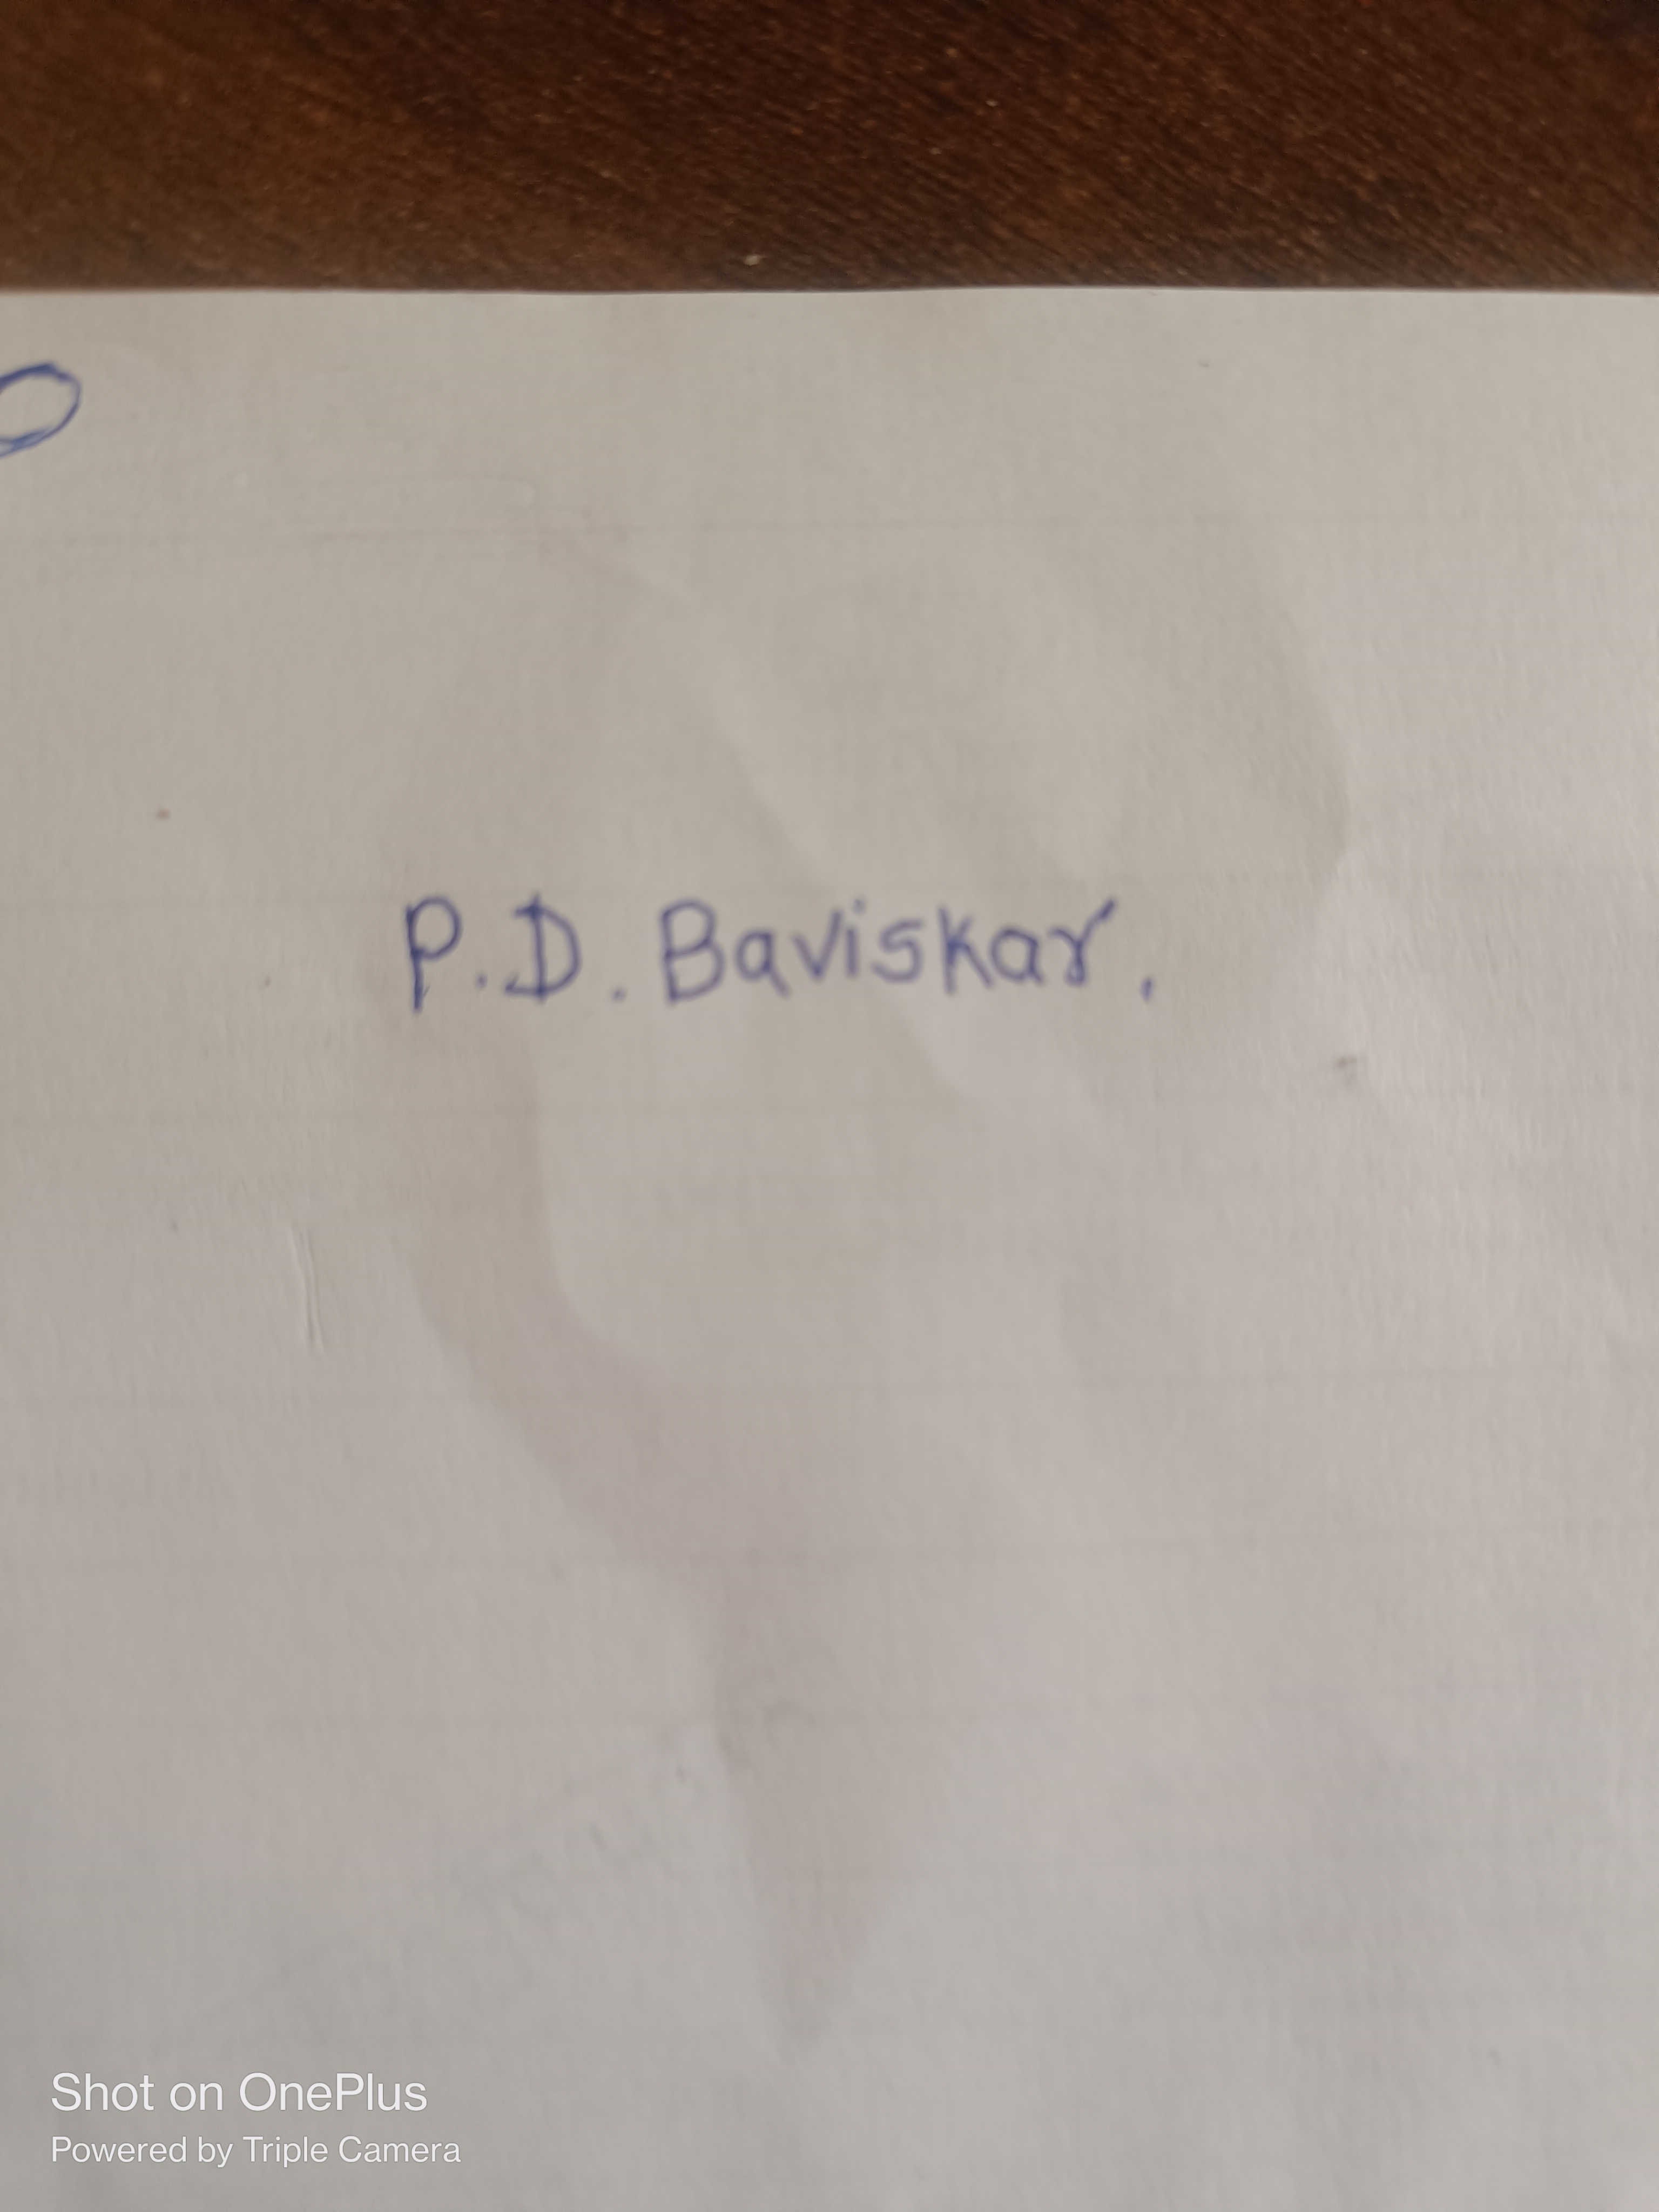 P.D. Baviskar.
Shot on OnePlus
Powered by Triple Camera